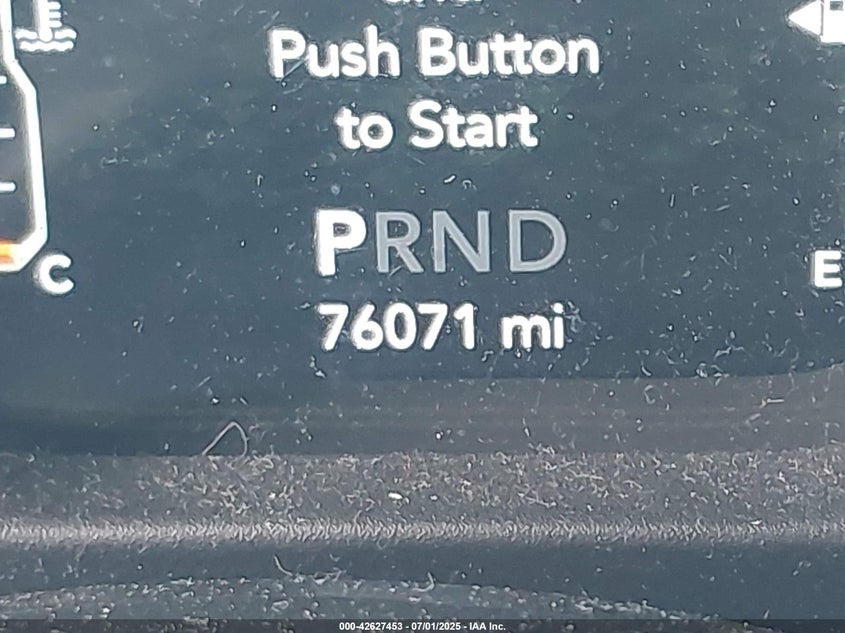 Push Button
to Start
PRND
C
E
76071 mi
000-42627453 - 07/01/2025 - IAA Inc.